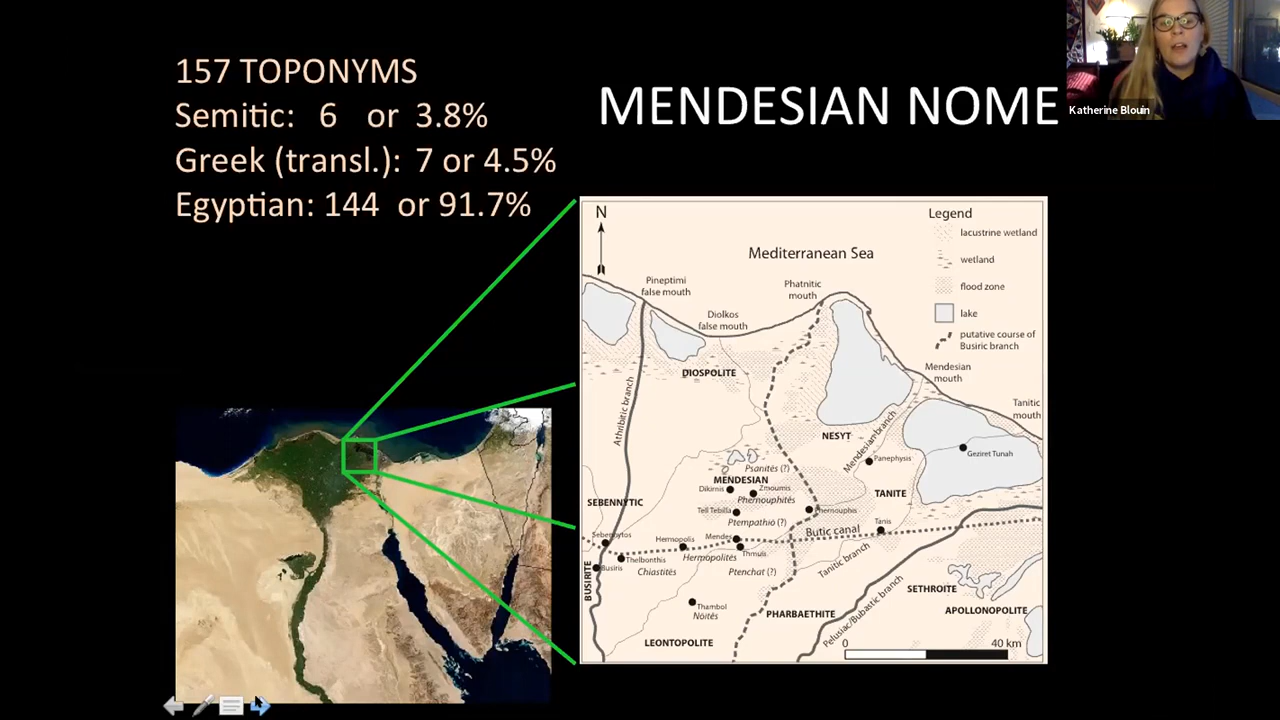 157 TOPONYMS
Semitic: 6 or 3.8%
Greek (transl.): 7 or 4.5%
Egyptian: 144 or 91.7%
MENDESIAN NOME
Katherine Blouin
N
Legend
lacustrine wetland
wetland
flood zone
lake
putative course of
Busiric branch
Mediterranean Sea
Pineptimi
false mouth
Phatnitic
mouth
Diolkos
false mouth
Mendesian
mouth
Tanitic
mouth
DIOSPOLITE
Athribitic branch
NESYT
Mendesian branch
Geziret Tunah
Panephysis
Psanitës (?)
MENDESIAN
Dikirnis
Zmoumis
Phernouphitês
TANITE
SEBENNYTIC
Tell Tebilla
Phernouphis
Ptempathiô (?)
Tanis
Butic canal
Sebennytos
Hermopolis
Mendes
Thmuis
Thelbonthis
Hermopolitês
Tanitic branch
Busiris
Chiastitês
Ptenchat (?)
BUSIRITE
SETHROITE
Pelusiac/Bubastic branch
Thambol
Nôitês
PHARBAETHITE
APOLLONOPOLITE
LEONTOPOLITE
0 40 km